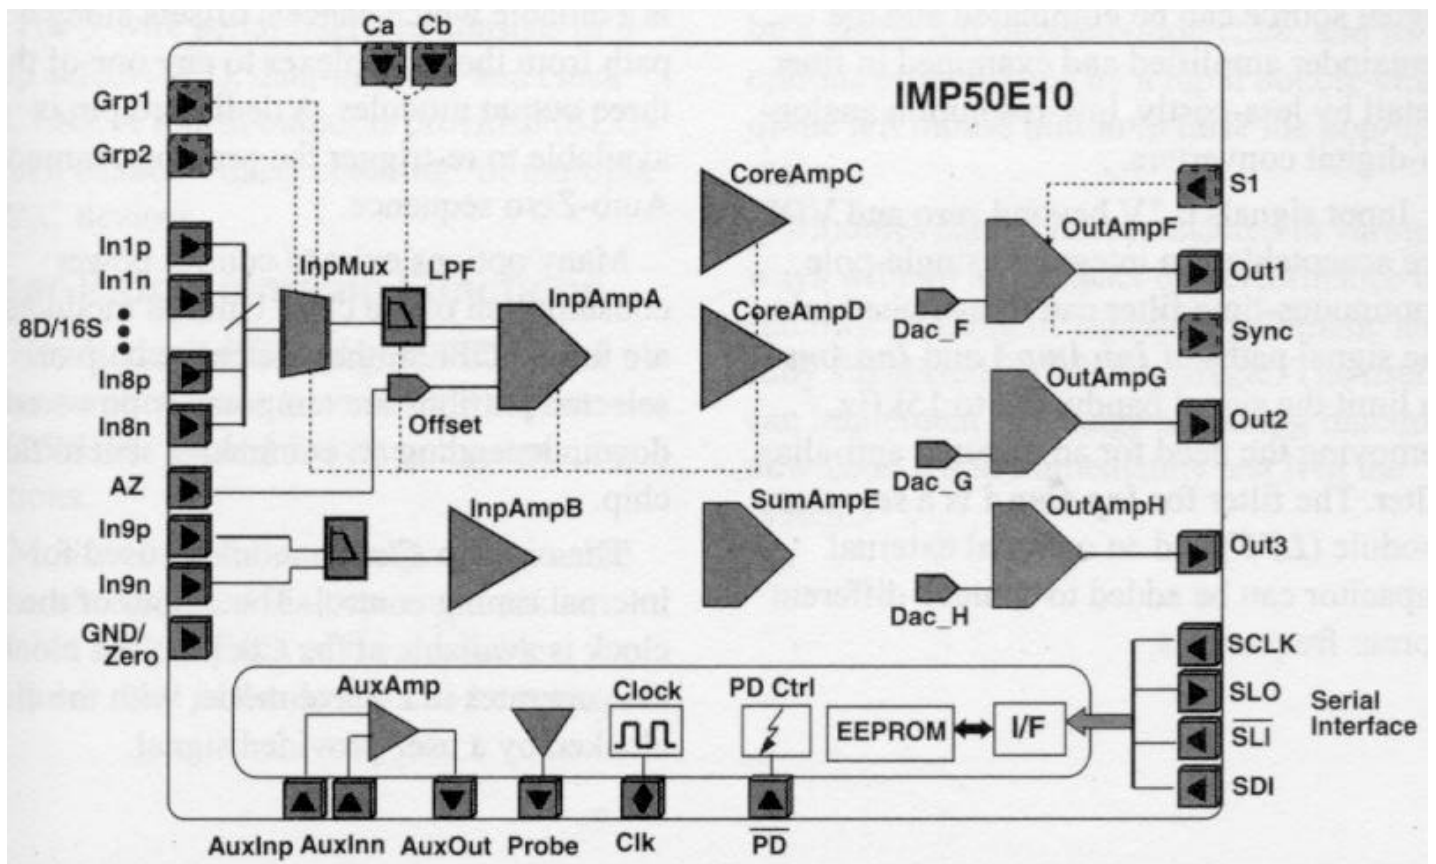 Ca Cb
IMP50E10
Grp1
Grp2
CoreAmpC
S1
In1p
InpMux
LPF
OutAmpF
In1n
InpAmpA
Out1
CoreAmpD
8D/16S
Dac_F
Sync
In8p
OutAmpG
Offset
Out2
In8n
AZ
Dac_G
InpAmpB
SumAmpE
OutAmpH
In9p
Out3
In9n
Dac_H
GND/
Zero
SCLK
AuxAmp
Clock
PD Ctrl
SLO
Serial
Interface
EEPROM
I/F
SLI
SDI
AuxInp AuxInn AuxOut Probe Clk PD